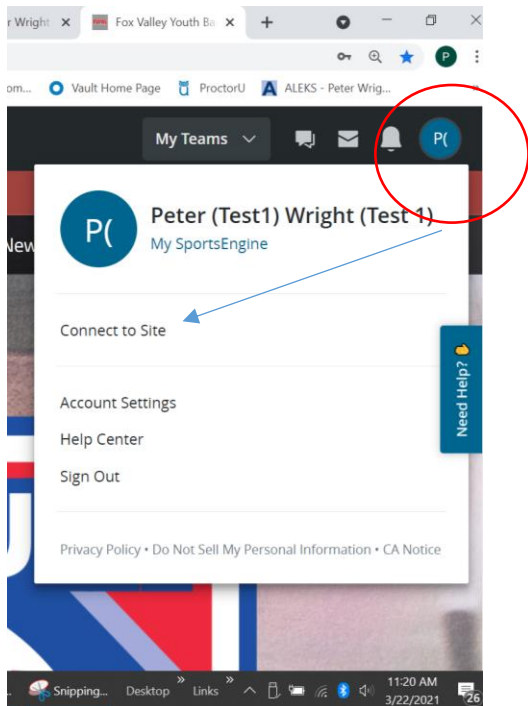 r Wright
Fox Valley Youth Ba
P
om...
Vault Home Page
ProctorU
ALEKS - Peter Wrig...
»
My Teams
P(
P(
Peter (Test1) Wright (Test 1)
My SportsEngine
New
Connect to Site
Need Help?
Account Settings
Help Center
Sign Out
Privacy Policy • Do Not Sell My Personal Information • CA Notice
Snipping...
Desktop
»
Links
»
11:20 AM
3/22/2021
26